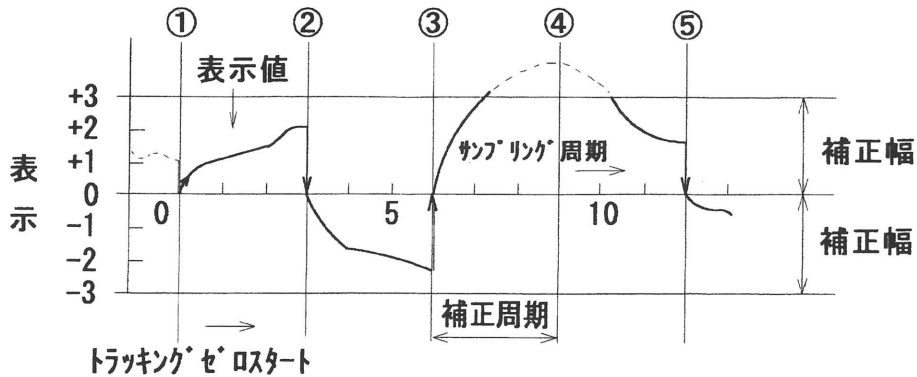 ① ② ③ ④ ⑤
表示値
+3
+2
+1
0
-1
-2
-3
表示
0 5 10
サンプリング周期
補正幅
補正幅
補正周期
トラッキングゼロスタート